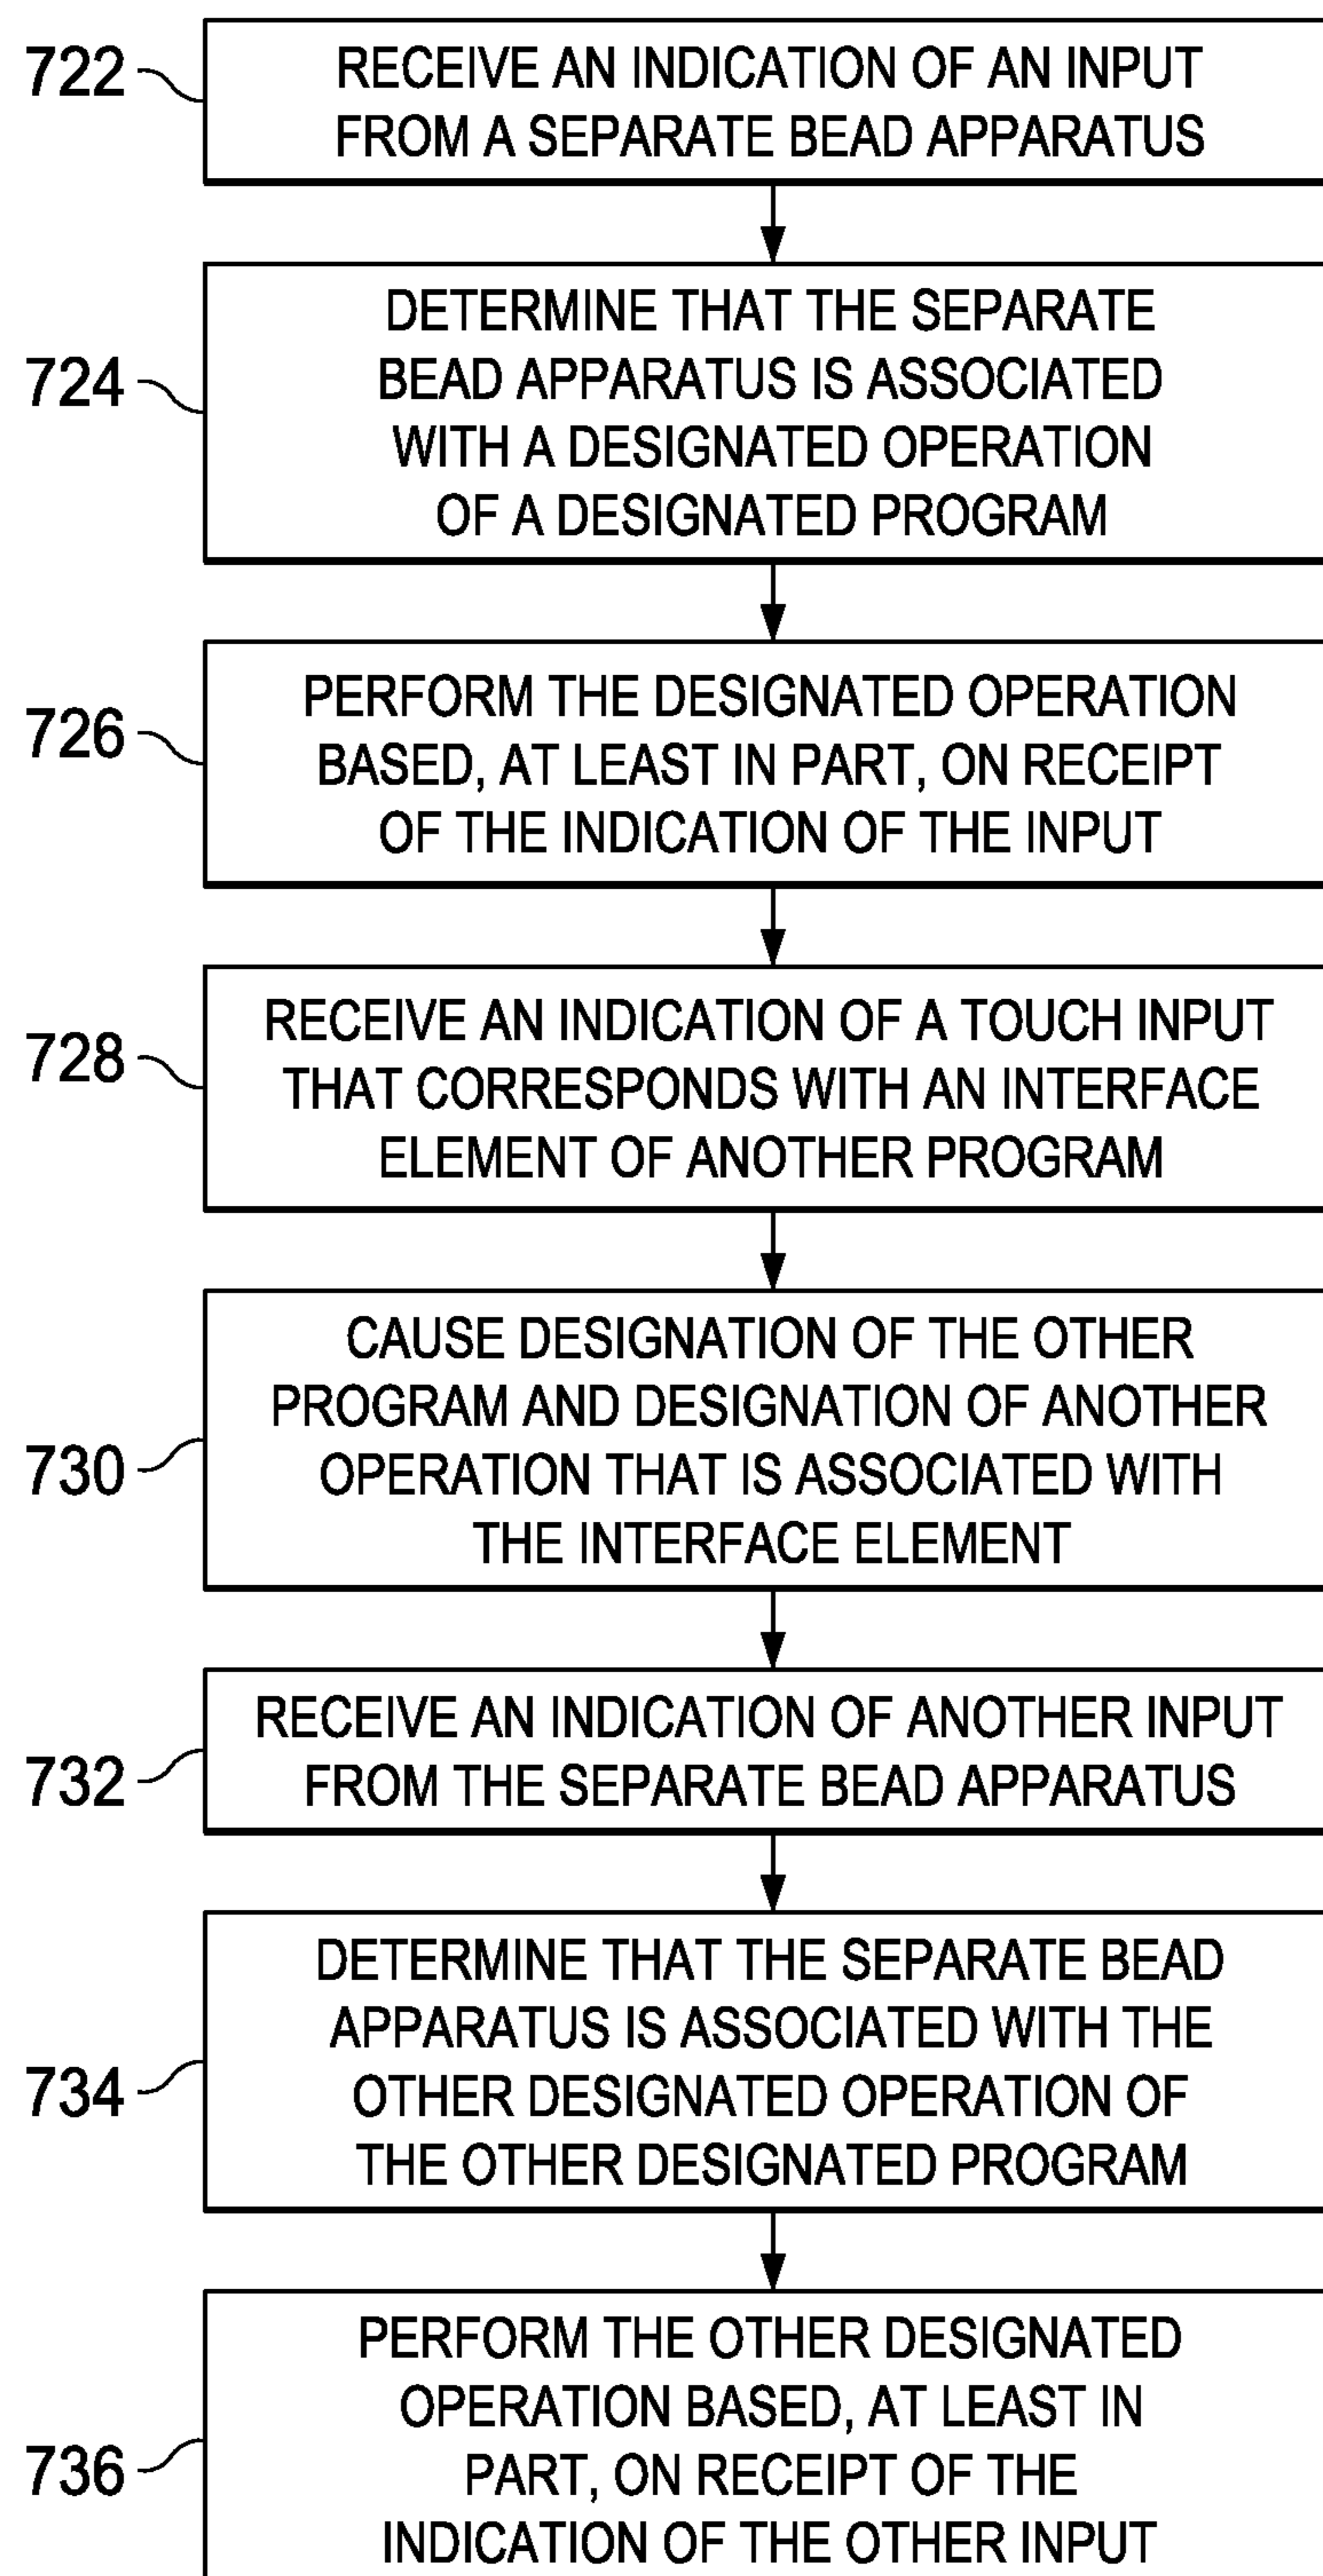 722
RECEIVE AN INDICATION OF AN INPUT
FROM A SEPARATE BEAD APPARATUS
724
DETERMINE THAT THE SEPARATE
BEAD APPARATUS IS ASSOCIATED
WITH A DESIGNATED OPERATION
OF A DESIGNATED PROGRAM
726
PERFORM THE DESIGNATED OPERATION
BASED, AT LEAST IN PART, ON RECEIPT
OF THE INDICATION OF THE INPUT
728
RECEIVE AN INDICATION OF A TOUCH INPUT
THAT CORRESPONDS WITH AN INTERFACE
ELEMENT OF ANOTHER PROGRAM
730
CAUSE DESIGNATION OF THE OTHER
PROGRAM AND DESIGNATION OF ANOTHER
OPERATION THAT IS ASSOCIATED WITH
THE INTERFACE ELEMENT
732
RECEIVE AN INDICATION OF ANOTHER INPUT
FROM THE SEPARATE BEAD APPARATUS
734
DETERMINE THAT THE SEPARATE BEAD
APPARATUS IS ASSOCIATED WITH THE
OTHER DESIGNATED OPERATION OF
THE OTHER DESIGNATED PROGRAM
736
PERFORM THE OTHER DESIGNATED
OPERATION BASED, AT LEAST IN
PART, ON RECEIPT OF THE
INDICATION OF THE OTHER INPUT